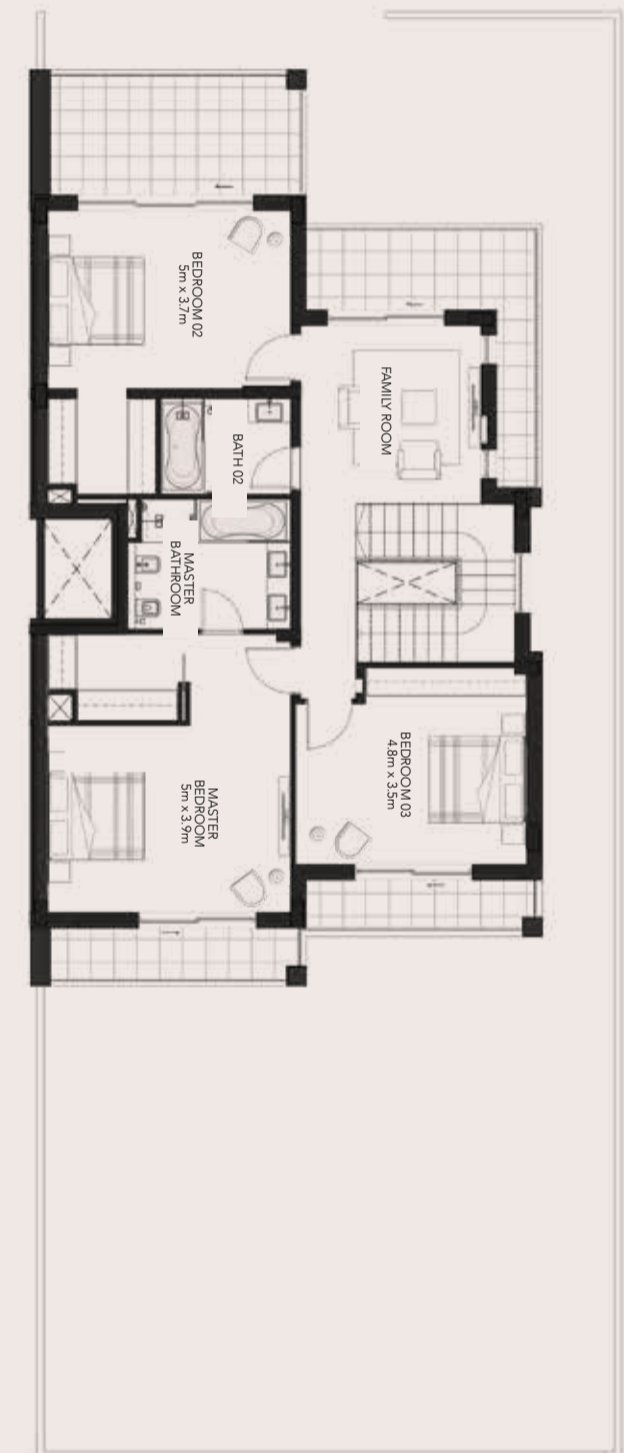 BEDROOM 02
5m x 3.7m
FAMILY ROOM
BATH 02
MASTER
BATHROOM
BEDROOM 03
4.8m x 3.5m
MASTER
BEDROOM
5m x 3.9m